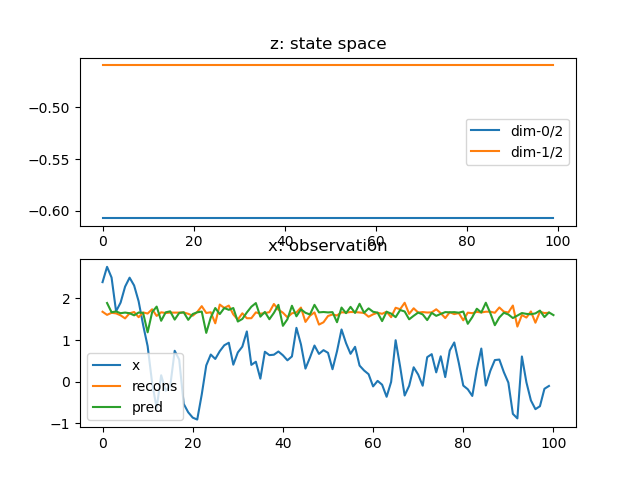 z: state space
−0.50
−0.55
−0.60
dim-0/2
dim-1/2
0 20 40 60 80 100
x: observation
2
1
0
−1
x
recons
pred
0 20 40 60 80 100